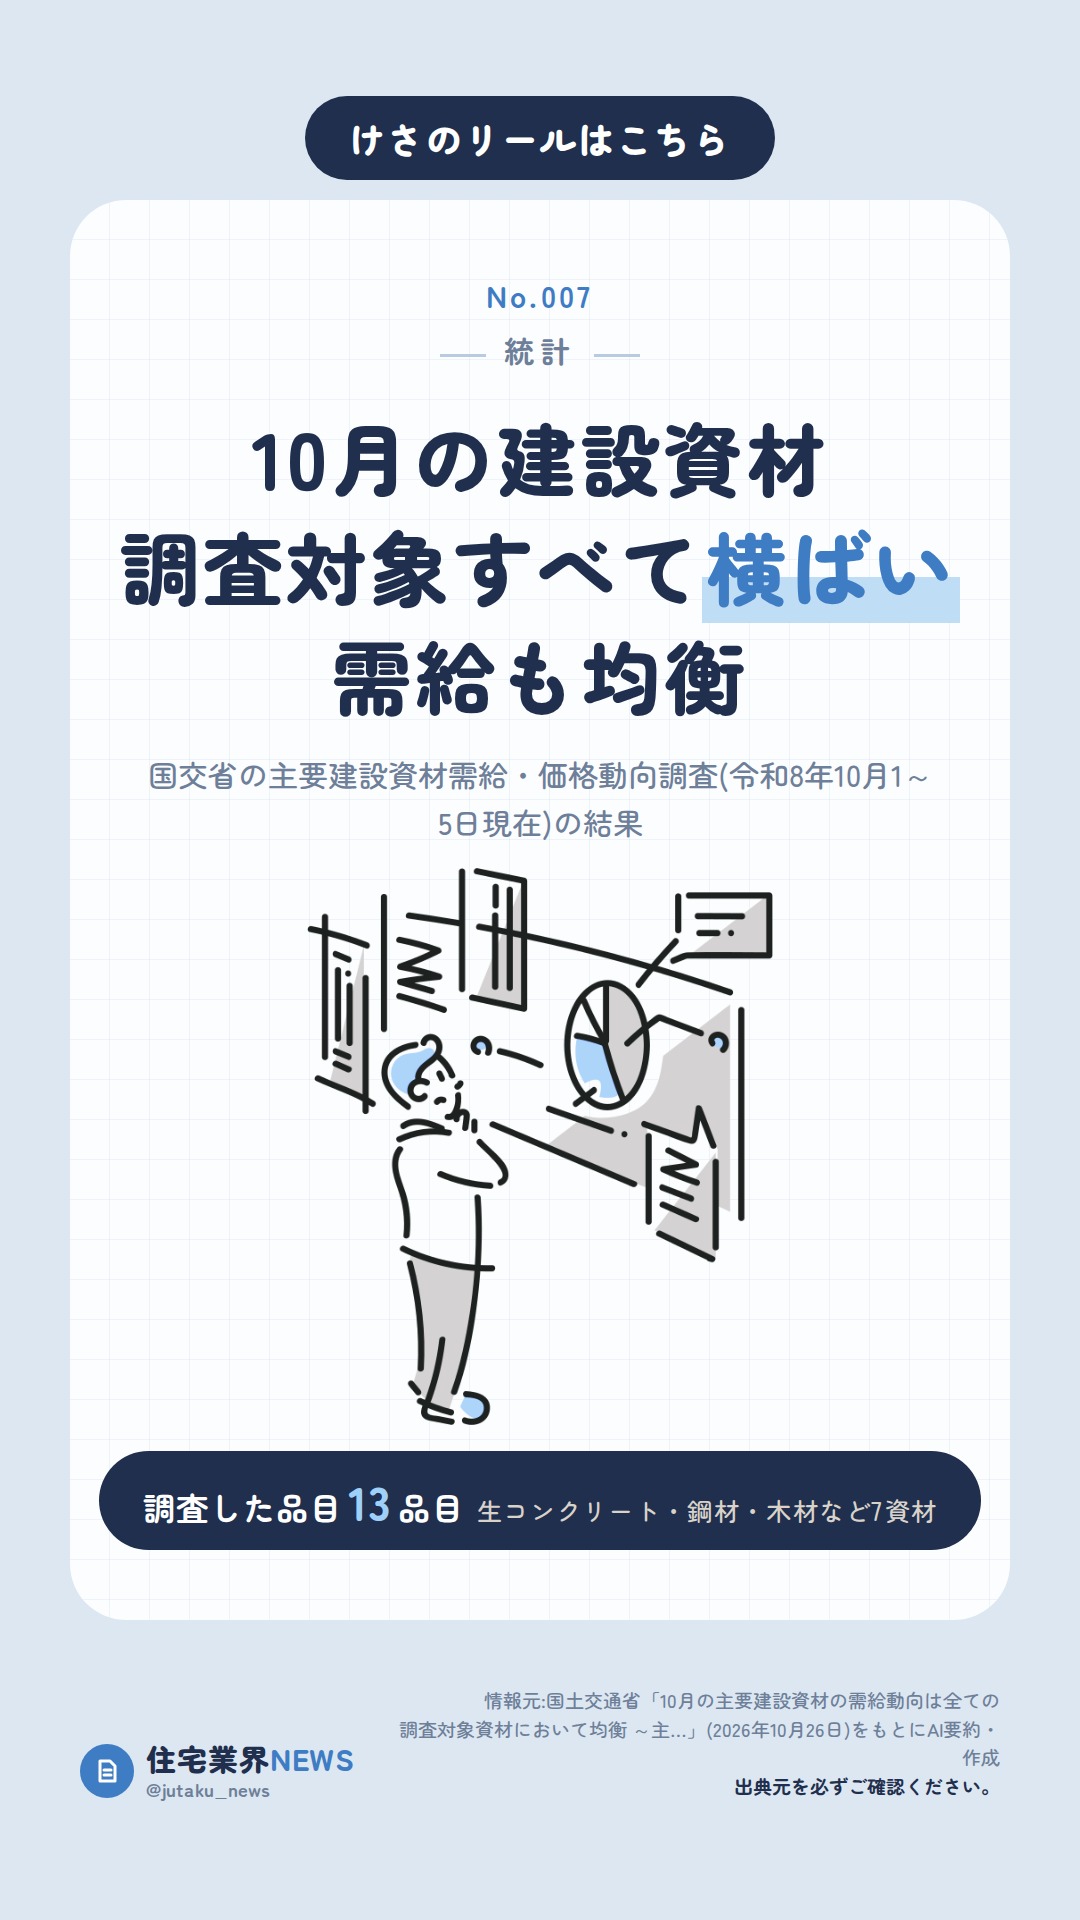 けさのリールはこちら
No.007
統計
10月の建設資材
調査対象すべて横ばい
需給も均衡
国交省の主要建設資材需給・価格動向調査(令和8年10月1～
5日現在)の結果
調査した品目13品目 生コンクリート・鋼材・木材など7資材
情報元:国土交通省「10月の主要建設資材の需給動向は全ての
調査対象資材において均衡 ～主…」(2026年10月26日)をもとにAI要約・
作成
出典元を必ずご確認ください。
住宅業界NEWS
@jutaku_news